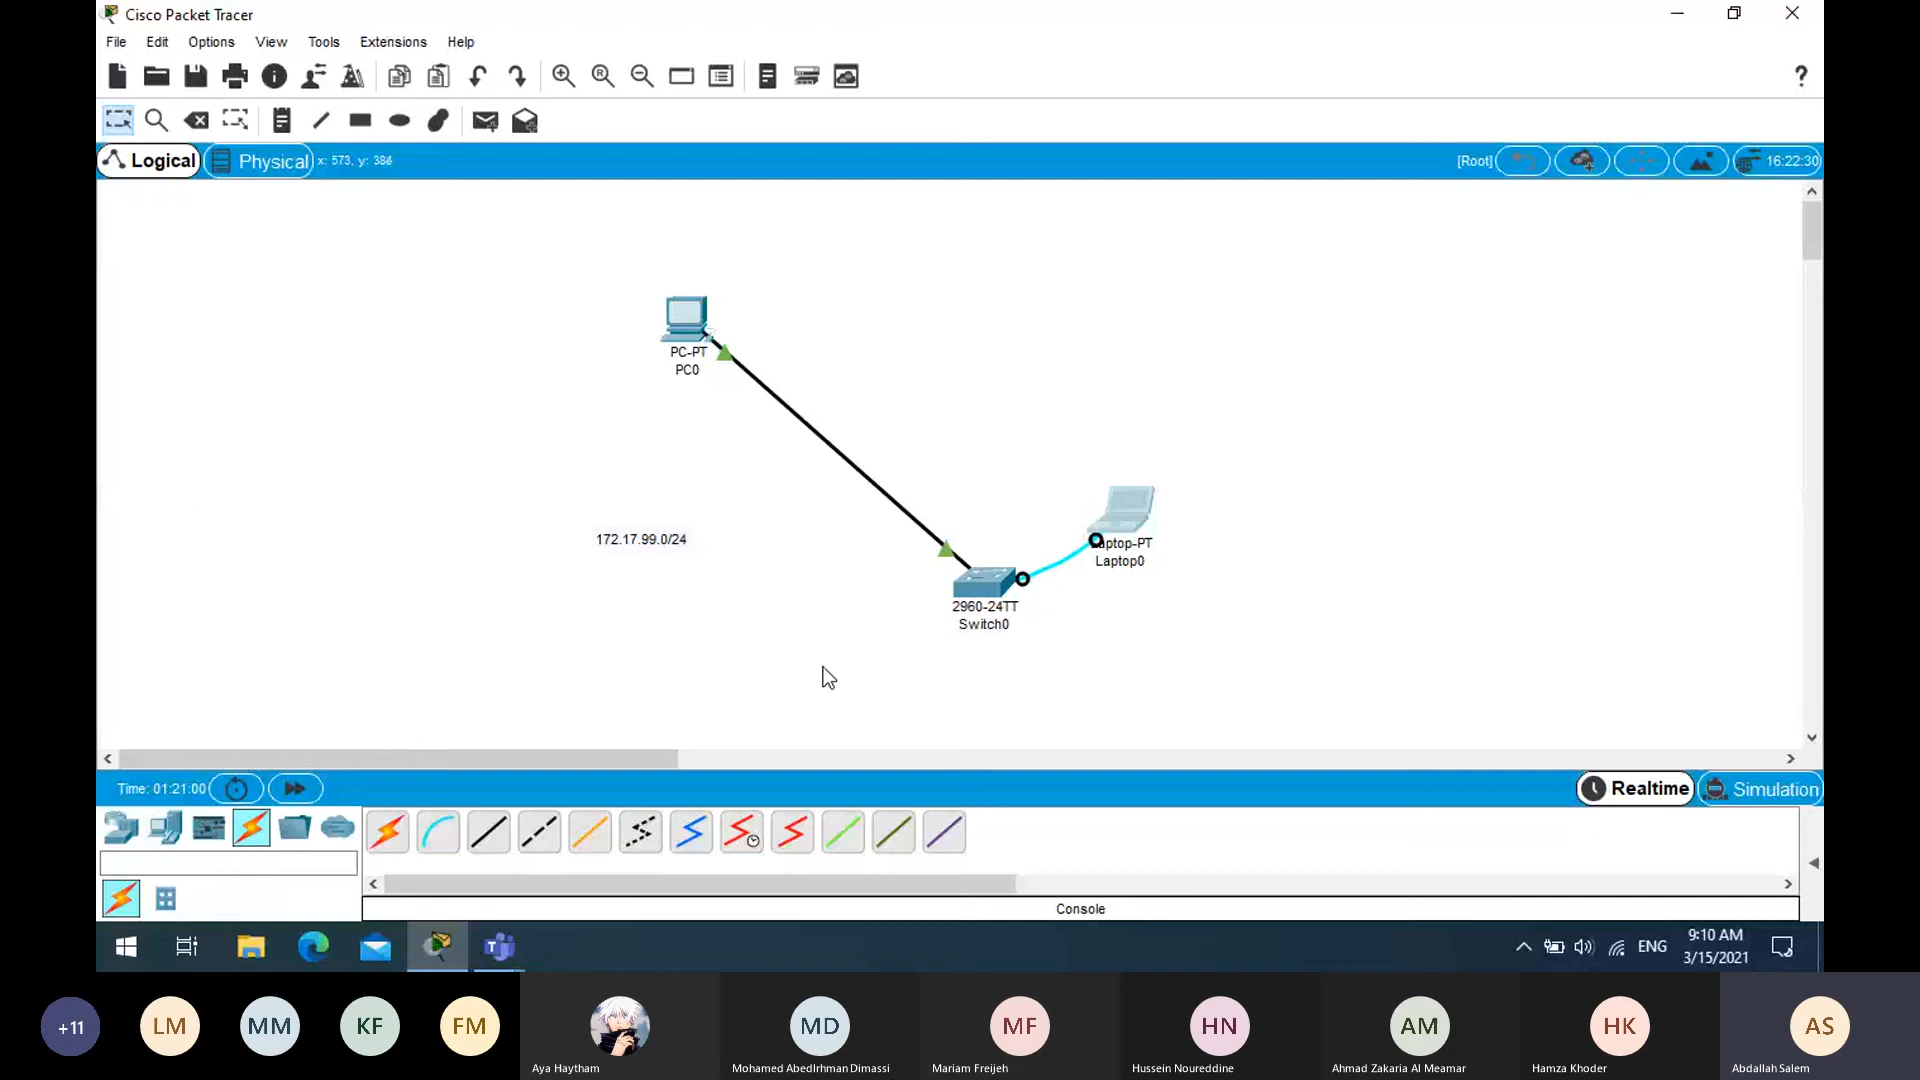 Cisco Packet Tracer
File Edit Options View Tools Extensions Help
?
Logical Physical x: 573, y: 386 [Root] 16:22:30
PC-PT
PC0
172.17.99.0/24
aptop-PT
Laptop0
2960-24TT
Switch0
Time: 01:21:00 Realtime Simulation
Console
ENG 9:10 AM
3/15/2021
+11 LM MM KF FM MD MF HN AM HK AS
Aya Haytham Mohamed AbedIrhman Dimassi Mariam Freijeh Hussein Noureddine Ahmad Zakaria Al Meamar Hamza Khoder Abdallah Salem